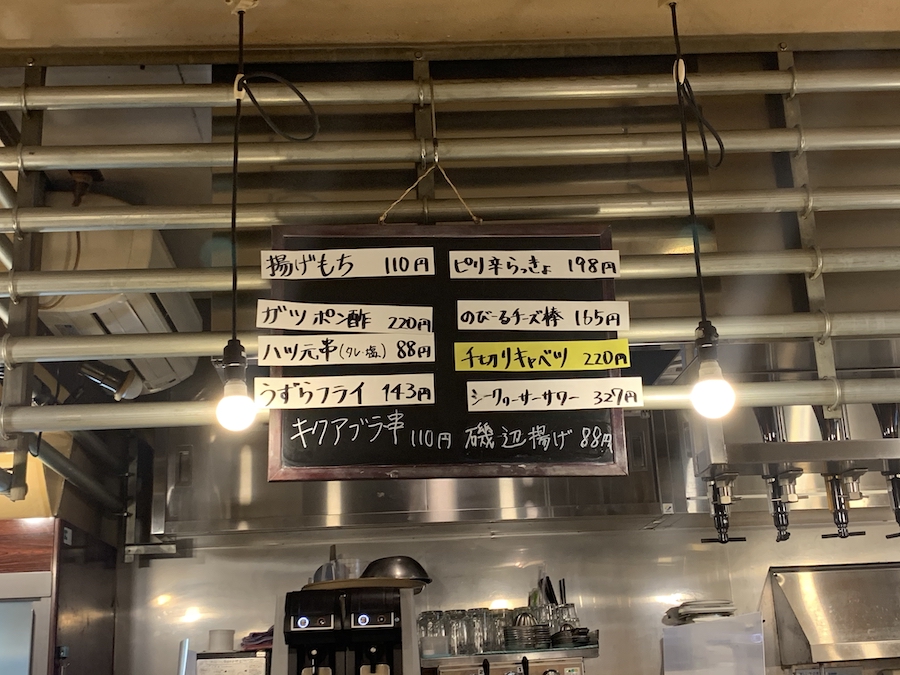 揚げもち 110円
ガツ ポン酢 220円
ハツ元串(タレ・塩。) 88円
うずらフライ 143円
ピリ辛らっきょ 198円
のびーるチーズ棒 165円
チョカリキャベツ 220円
シークヮーサーサワー 327円
キクアブラ串 110円 磯辺揚げ 88円